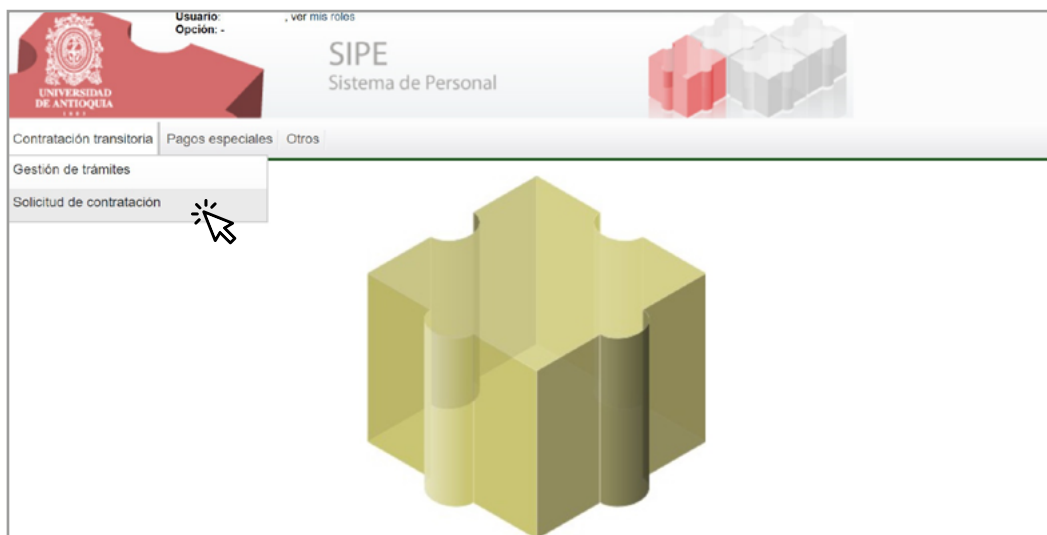 Usuario: , ver mis roles
Opción: -
UNIVERSIDAD
DE ANTIOQUIA
1803
SIPE
Sistema de Personal
Contratación transitoria Pagos especiales Otros
Gestión de trámites
Solicitud de contratación